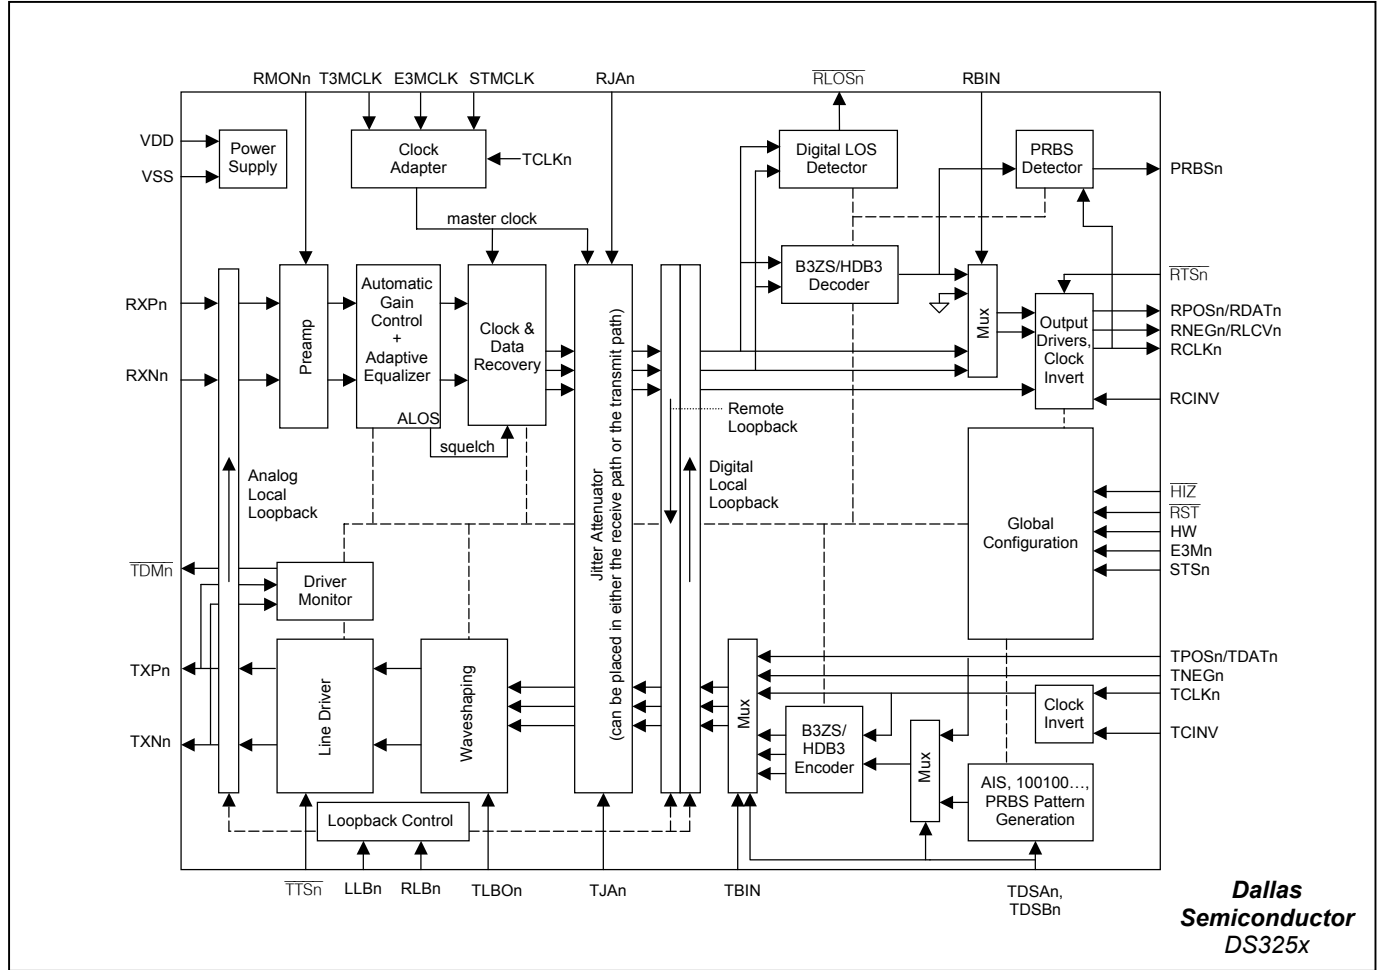 RMONn T3MCLK E3MCLK STMCLK RJAn RLOSn RBIN
VDD
VSS
Power
Supply
Clock
Adapter
TCLKn
Digital LOS
Detector
PRBS
Detector
PRBSn
master clock
RXPn
RXNn
Preamp
Automatic
Gain
Control
+
Adaptive
Equalizer
ALOS
squelch
Clock &
Data
Recovery
Jitter Attenuator
(can be placed in either the receive path or the transmit path)
B3ZS/HDB3
Decoder
Mux
Output
Drivers,
Clock
Invert
RTSn
RPOSn/RDATn
RNEGn/RLCVn
RCLKn
RCINV
Remote
Loopback
Digital
Local
Loopback
Analog
Local
Loopback
Global
Configuration
HIZ
RST
HW
E3Mn
STSn
TDMn
Driver
Monitor
TXPn
TXNn
Line Driver
Waveshaping
Mux
B3ZS/
HDB3
Encoder
Mux
Clock
Invert
TPOSn/TDATn
TNEGn
TCLKn
TCINV
AIS, 100100...,
PRBS Pattern
Generation
Loopback Control
TTSn LLBn RLBn TLBOn TJAn TBIN TDSAn,
TDSBn
Dallas
Semiconductor
DS325x